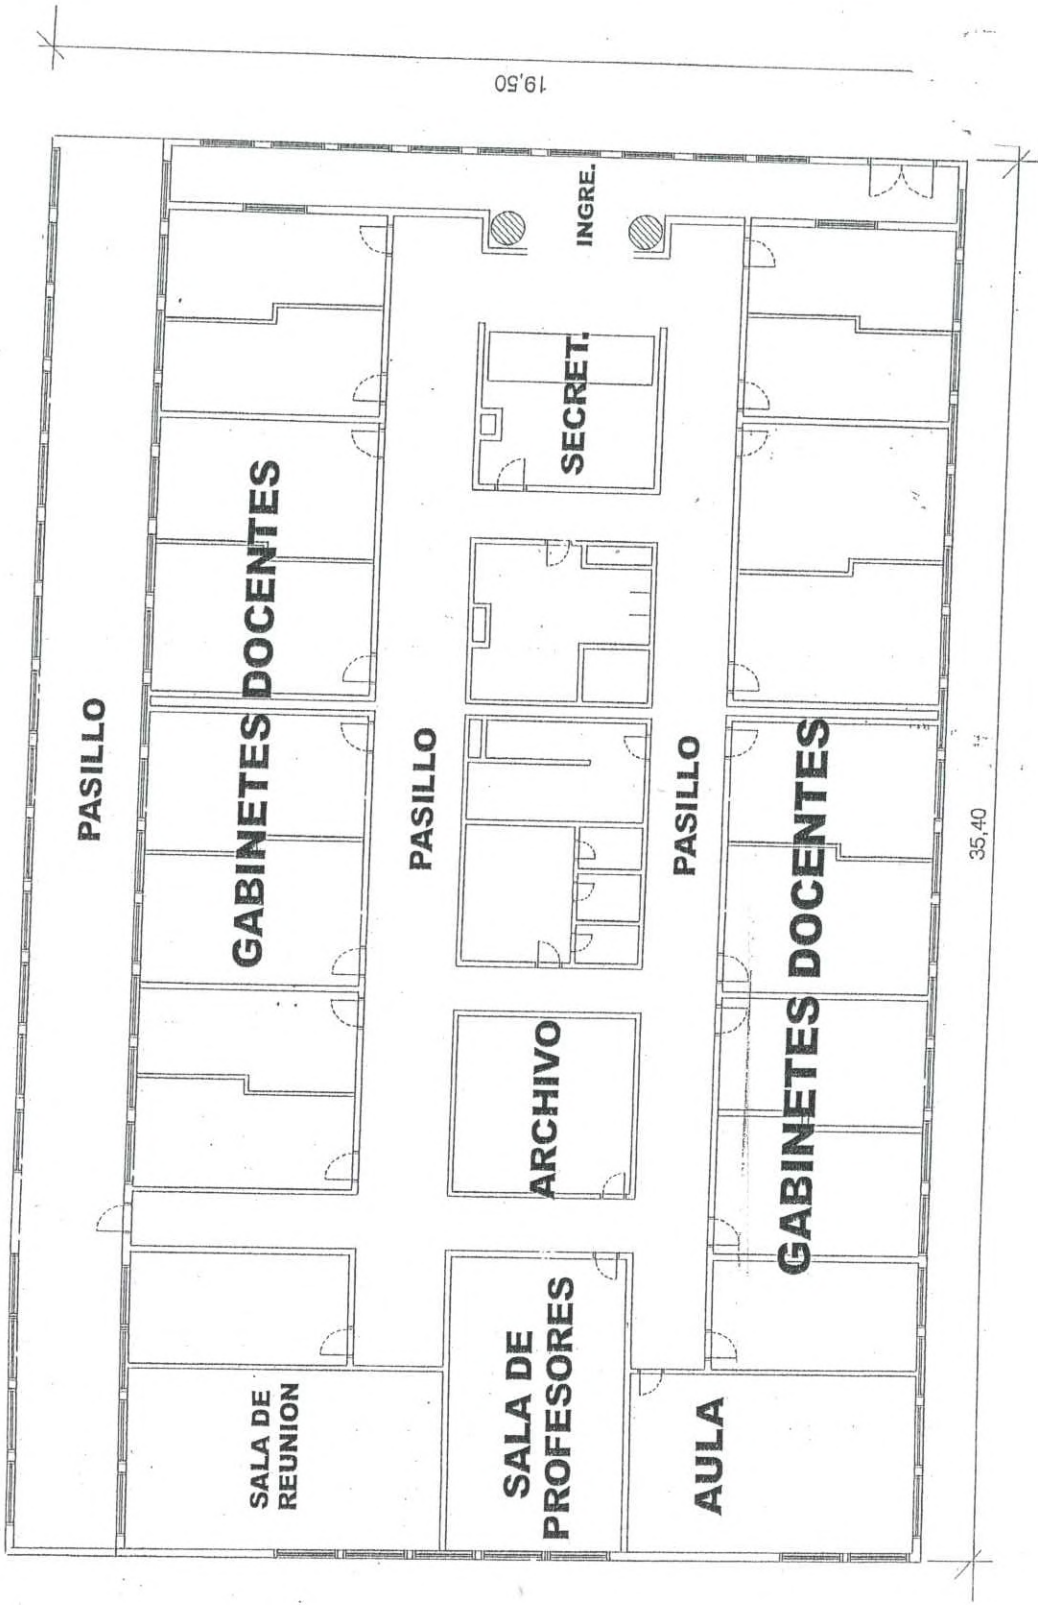 PASILLO
GABINETES DOCENTES
SALA DE
REUNION
PASILLO
SALA DE
PROFESORES
ARCHIVO
SECRET.
INGRE.
PASILLO
AULA
GABINETES DOCENTES
35,40
19,50